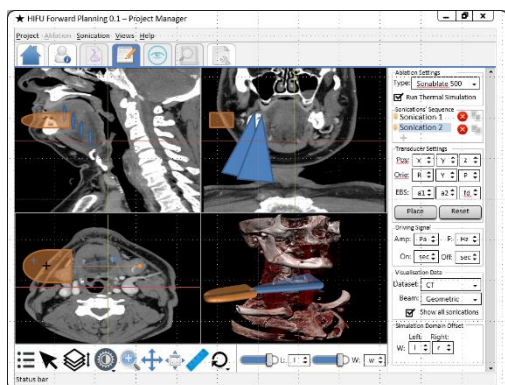 HIFU Forward Planning 0.1 – Project Manager
Project Ablation Sonication Views Help
Ablation Settings
Type: Sonablate 500
Run Thermal Simulation
Sonications' Sequence
Sonication 1
Sonication 2
Transducer Settings
Pos: X Y Z
Orie: R Y P
EBS: a1 a2 fd
Place Reset
Driving Signal
Amp: Pa F: Hz
On: sec Off: sec
Visualisation Data
Dataset: CT
Beam: Geometric
Show all sonications
Simulation Domain Offset
Left: Right:
W: l r
L: l W: w
Status bar